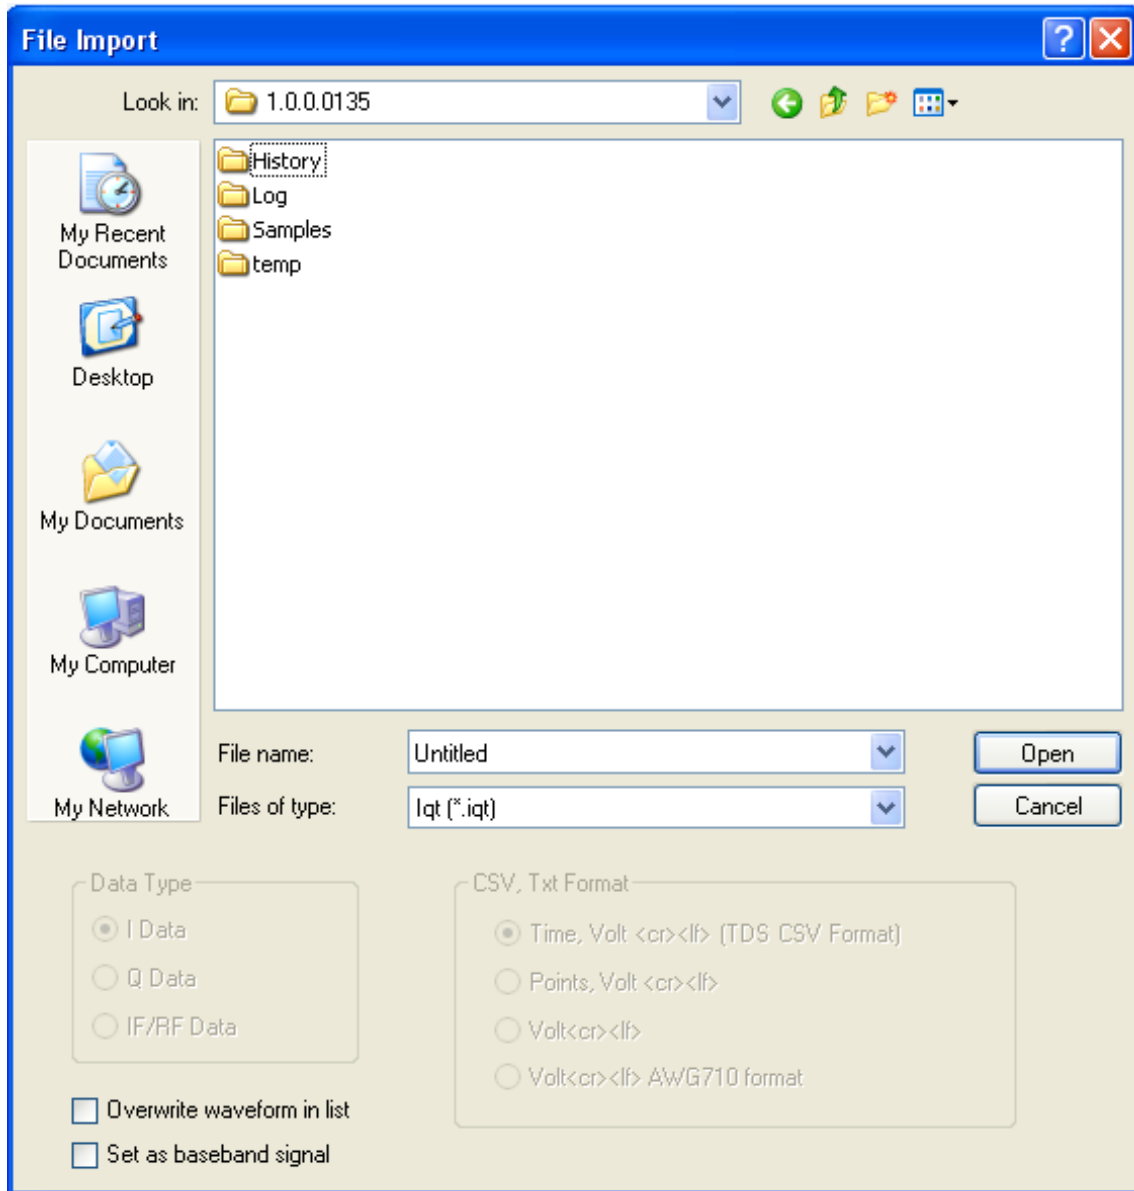 File Import
Look in:
1.0.0.0135
History
Log
Samples
temp
My Recent
Documents
Desktop
My Documents
My Computer
My Network
File name:
Untitled
Open
Files of type:
Iqt (*.iqt)
Cancel
Data Type
I Data
Q Data
IF/RF Data
CSV, Txt Format
Time, Volt <cr><lf> (TDS CSV Format)
Points, Volt <cr><lf>
Volt<cr><lf>
Volt<cr><lf> AWG710 format
Overwrite waveform in list
Set as baseband signal